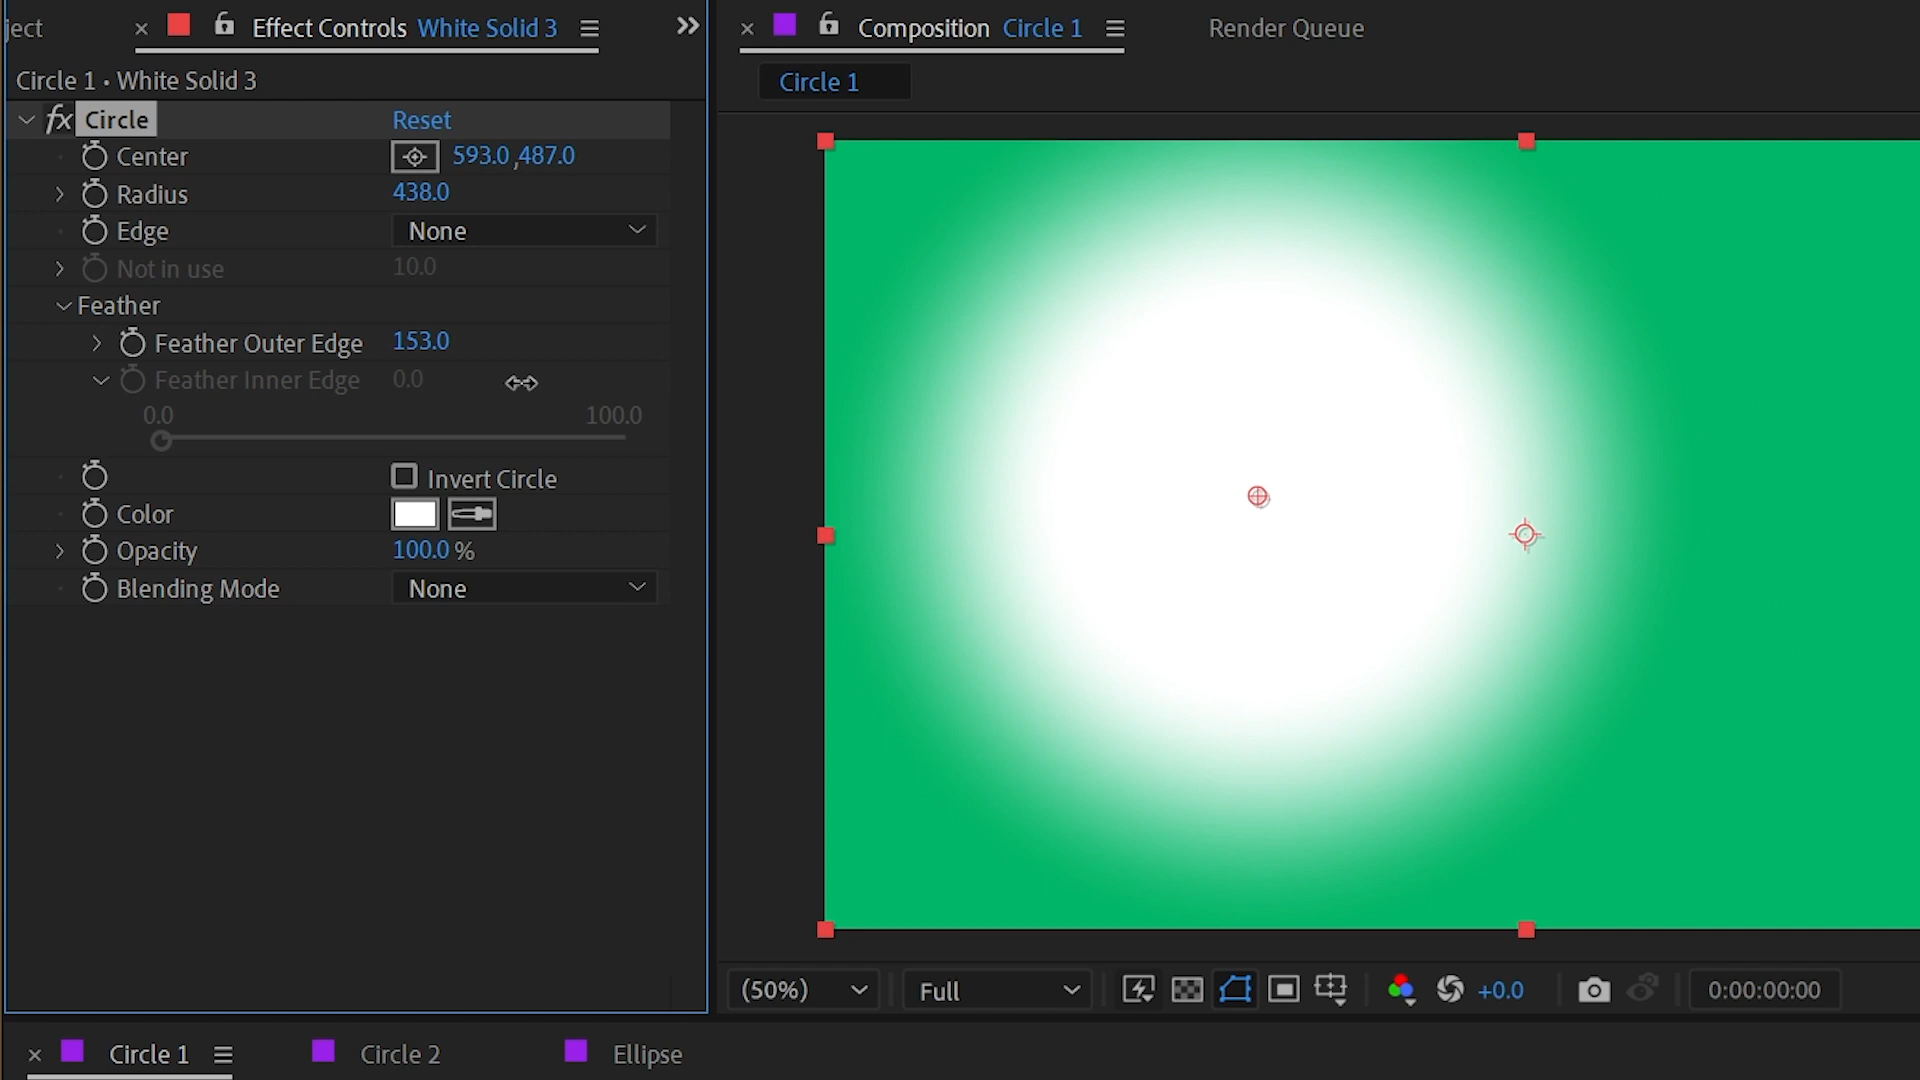 ject
× Effect Controls White Solid 3
Composition Circle 1
Render Queue
Circle 1 • White Solid 3
Circle 1
fx Circle Reset
Center 593.0,487.0
Radius 438.0
Edge None
Not in use 10.0
Feather
Feather Outer Edge 153.0
Feather Inner Edge 0.0
0.0 100.0
Invert Circle
Color
Opacity 100.0 %
Blending Mode None
(50%) Full +0.0 0:00:00:00
× Circle 1 Circle 2 Ellipse